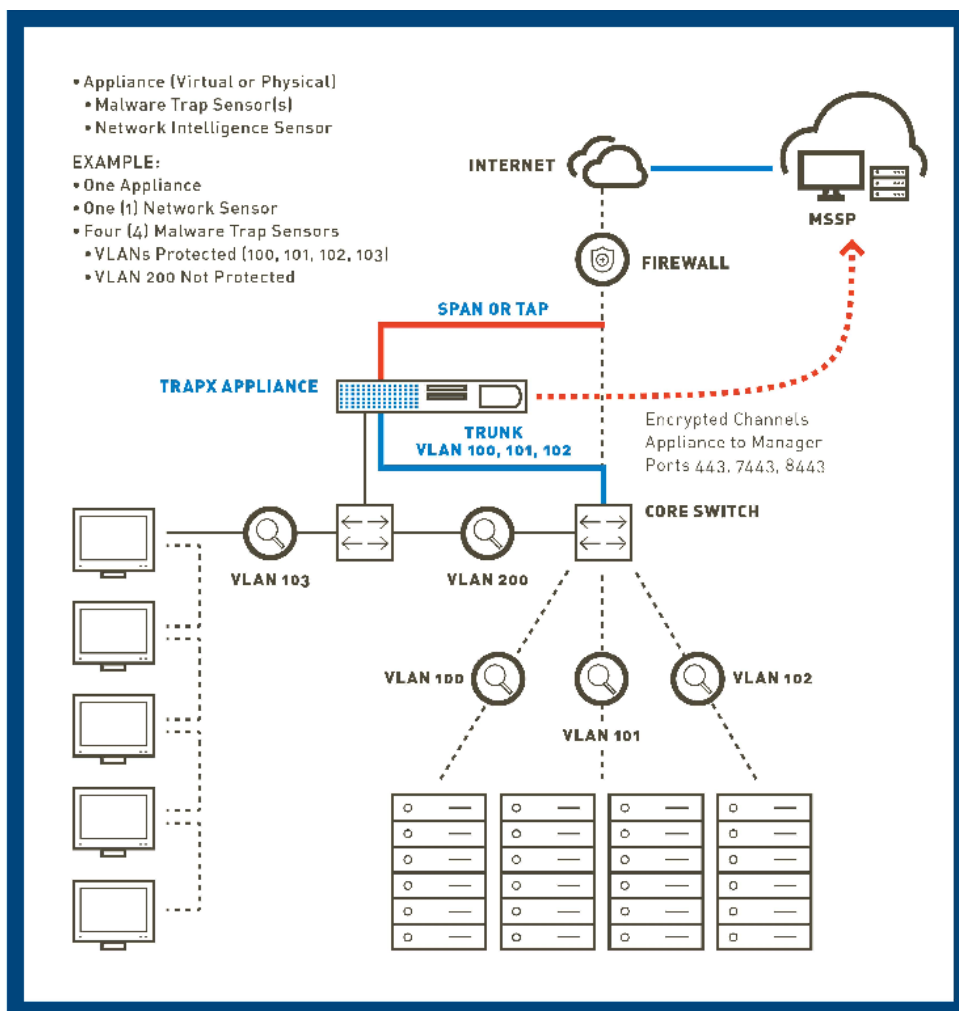 • Appliance (Virtual or Physical)
• Malware Trap Sensor(s)
• Network Intelligence Sensor
EXAMPLE:
• One Appliance
• One (1) Network Sensor
• Four (4) Malware Trap Sensors
• VLANs Protected (100, 101, 102, 103)
• VLAN 200 Not Protected
INTERNET
MSSP
FIREWALL
SPAN OR TAP
TRAPX APPLIANCE
TRUNK
VLAN 100, 101, 102
Encrypted Channels
Appliance to Manager
Ports 443, 7443, 8443
CORE SWITCH
VLAN 103
VLAN 200
VLAN 100
VLAN 101
VLAN 102